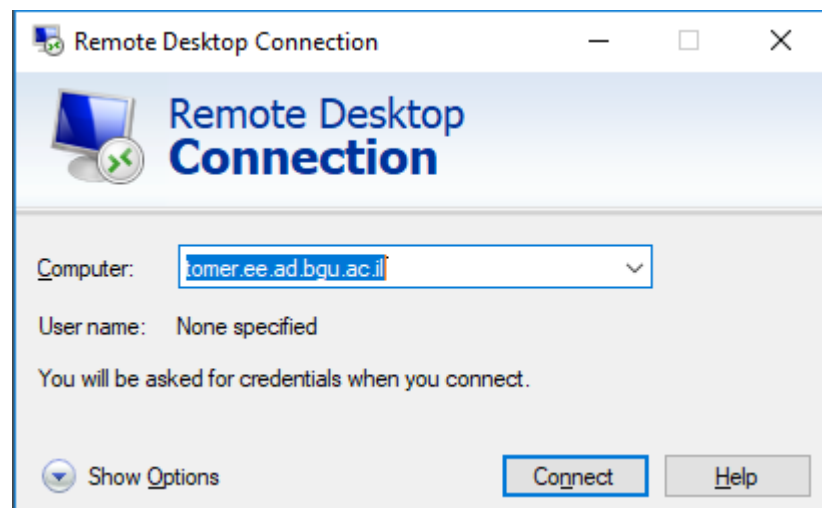 Remote Desktop Connection
Remote Desktop
Connection
Computer: tomer.ee.ad.bgu.ac.il
User name: None specified
You will be asked for credentials when you connect.
Show Options Connect Help